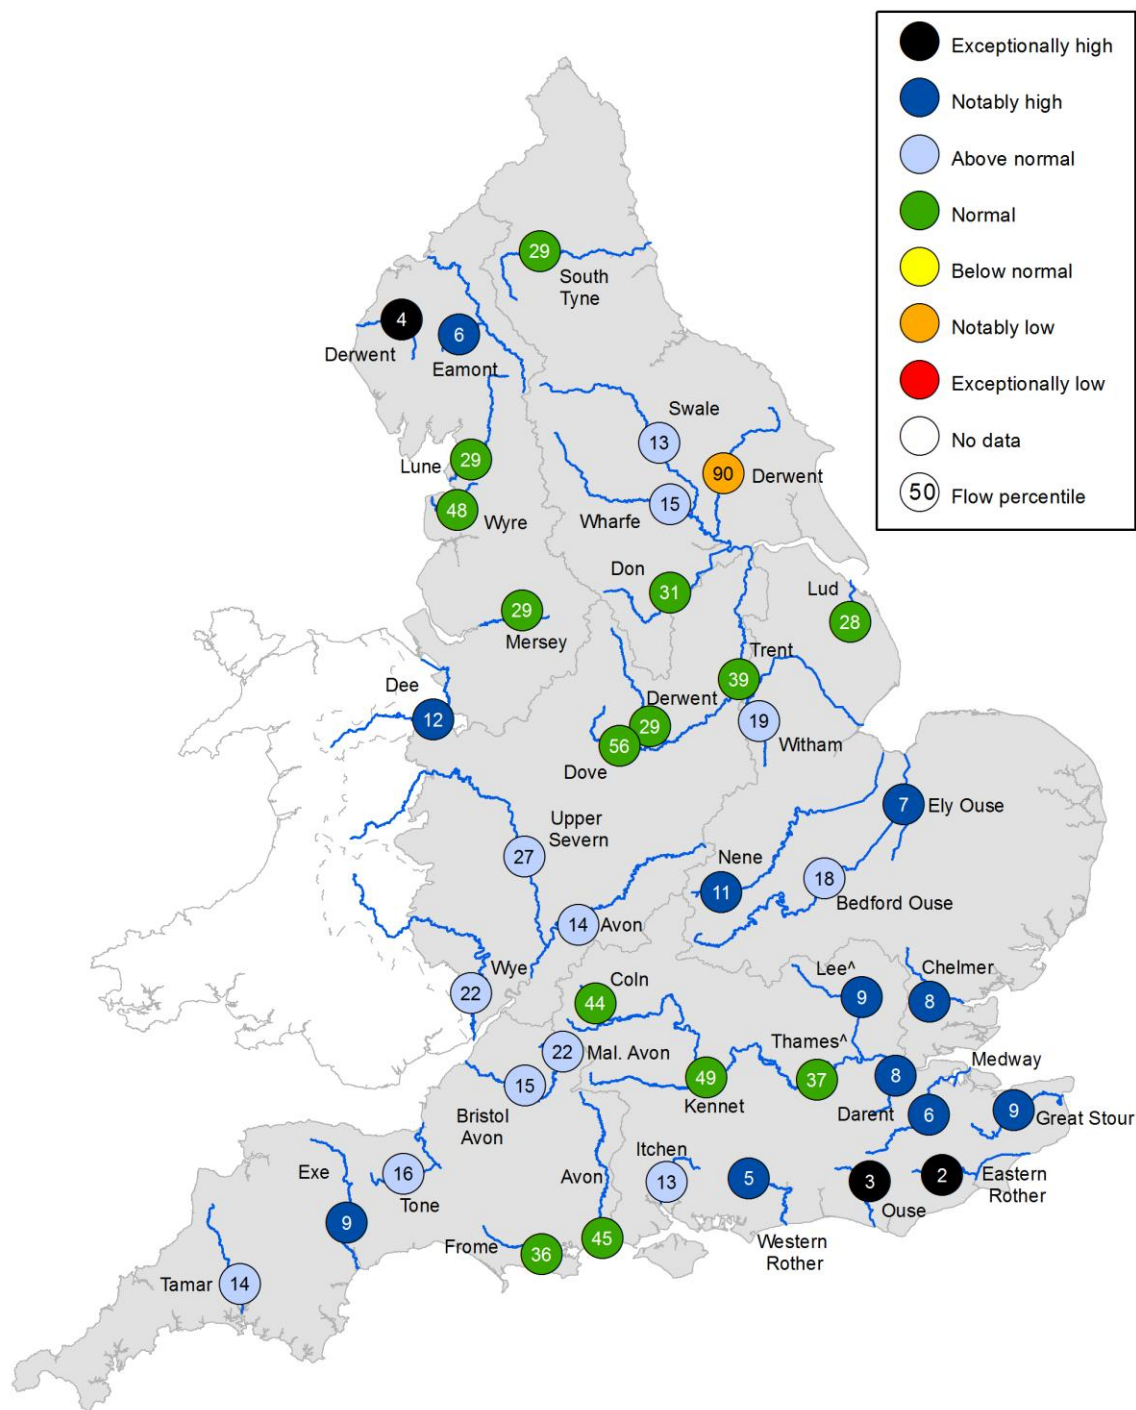 Exceptionally high
Notably high
Above normal
Normal
Below normal
Notably low
Exceptionally low
No data
50 Flow percentile
29
South
Tyne
4
Derwent
6
Eamont
Swale
13
90
Derwent
Lune
29
48
Wyre
15
Wharfe
Don
31
Lud
28
29
Mersey
Trent
39
Dee
12
Derwent
29
56
Dove
19
Witham
7
Ely Ouse
Upper
Severn
27
Nene
11
18
Bedford Ouse
14
Avon
Wye
22
Coln
44
Lee^
9
Chelmer
8
22
Mal. Avon
15
Bristol
Avon
49
Kennet
Thames^
37
8
Darent
Medway
6
9
Great Stour
Exe
9
16
Tone
Avon
45
Itchen
13
5
Western
Rother
3
Ouse
2
Eastern
Rother
Frome
36
Tamar
14